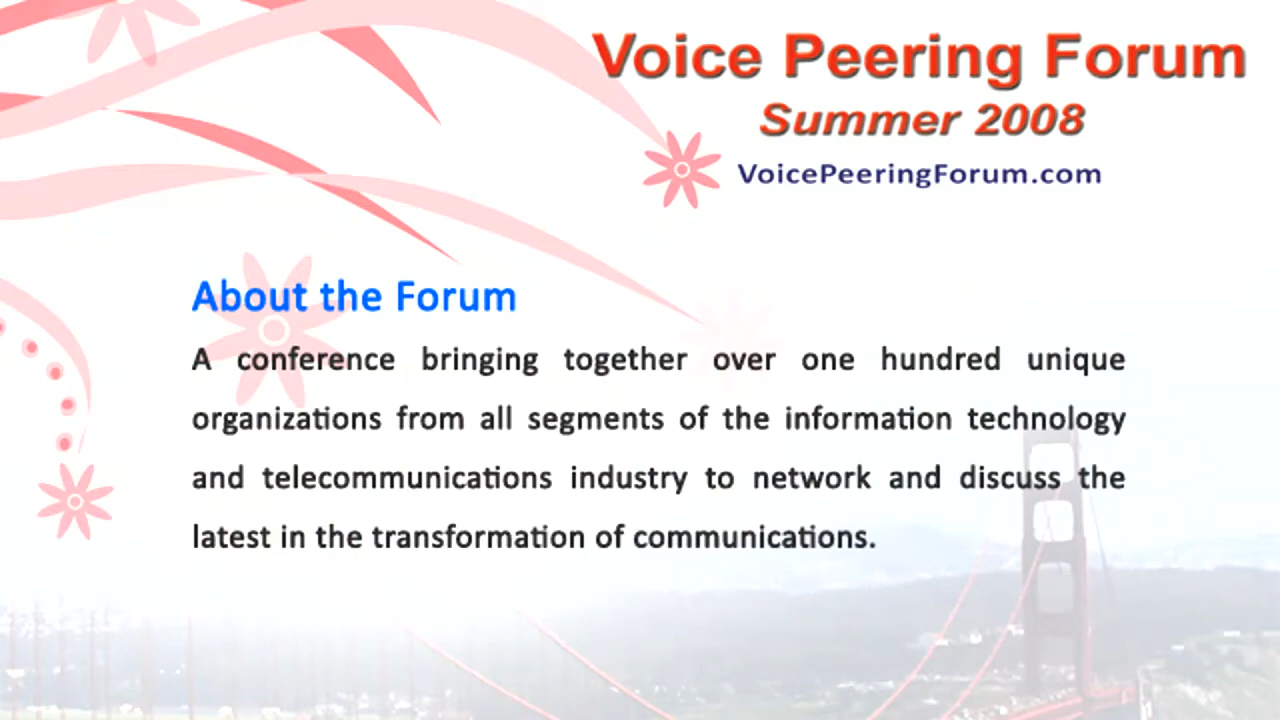 Voice Peering Forum
Summer 2008
VoicePeeringForum.com
About the Forum
A conference bringing together over one hundred unique
organizations from all segments of the information technology
and telecommunications industry to network and discuss the
latest in the transformation of communications.